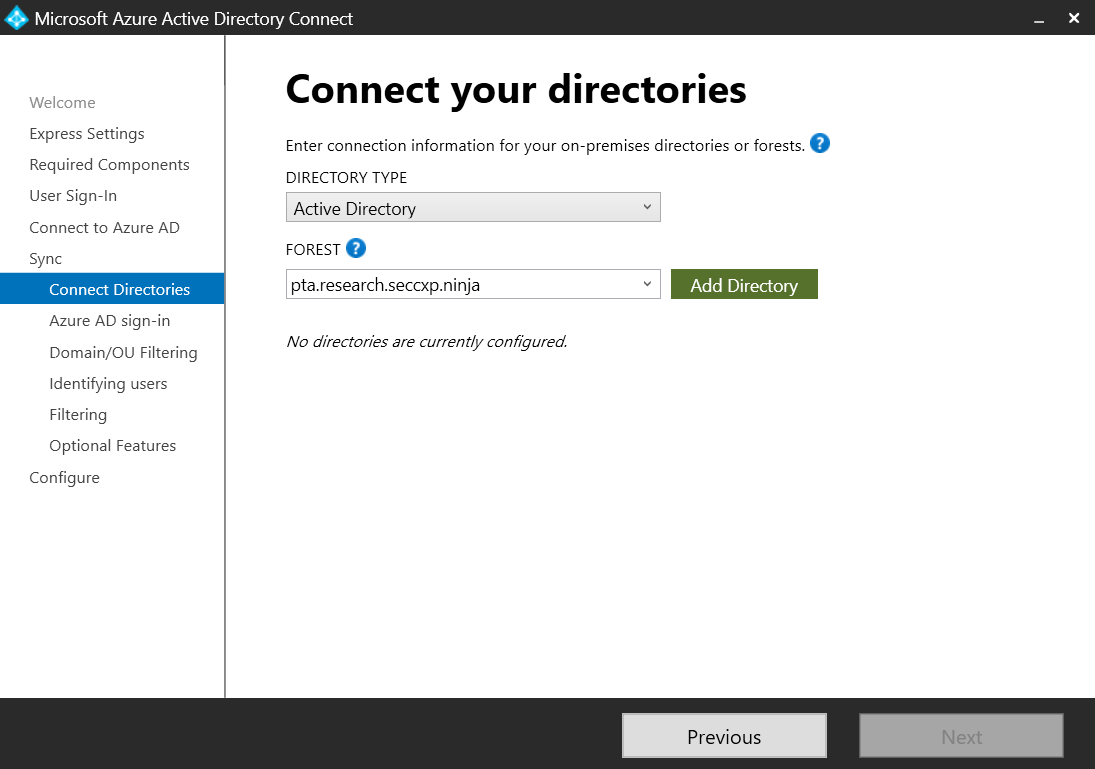 Microsoft Azure Active Directory Connect
Welcome
Express Settings
Required Components
User Sign-In
Connect to Azure AD
Sync
Connect Directories
Azure AD sign-in
Domain/OU Filtering
Identifying users
Filtering
Optional Features
Configure
Connect your directories
Enter connection information for your on-premises directories or forests. ?
DIRECTORY TYPE
Active Directory
FOREST ?
pta.research.seccxp.ninja
Add Directory
No directories are currently configured.
Previous
Next